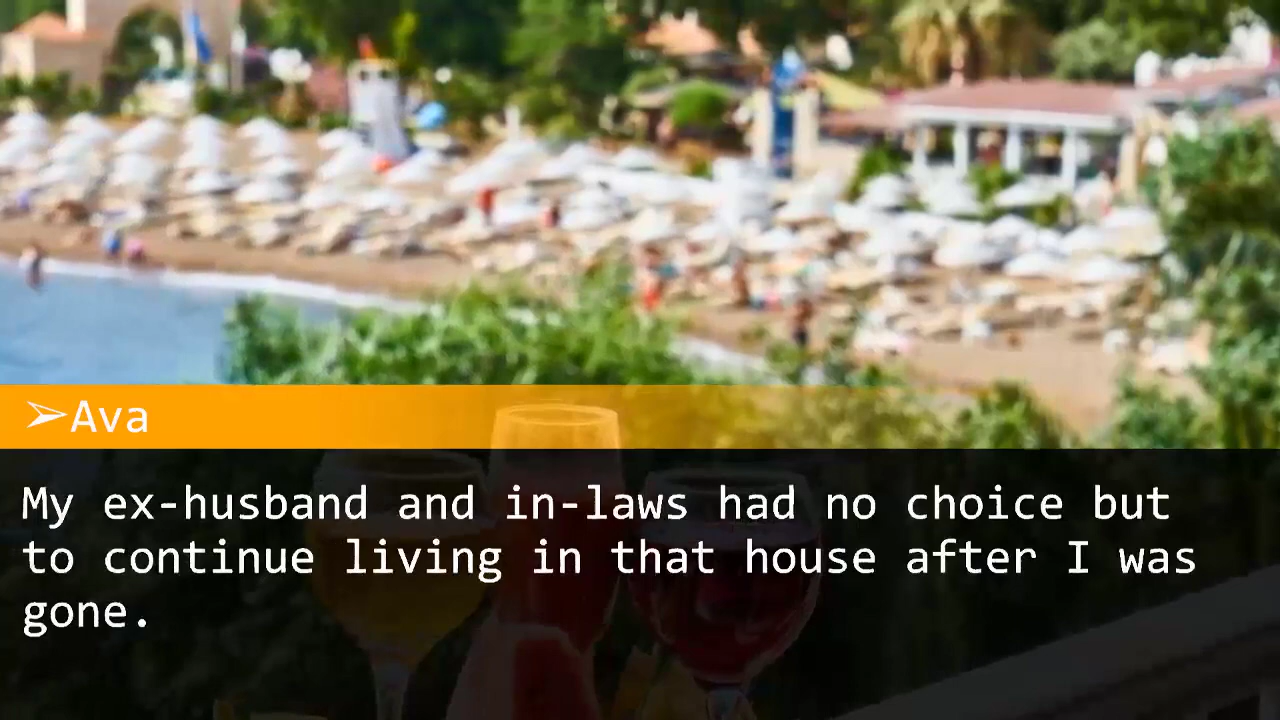 ➢Ava
My ex-husband and in-laws had no choice but
to continue living in that house after I was
gone.